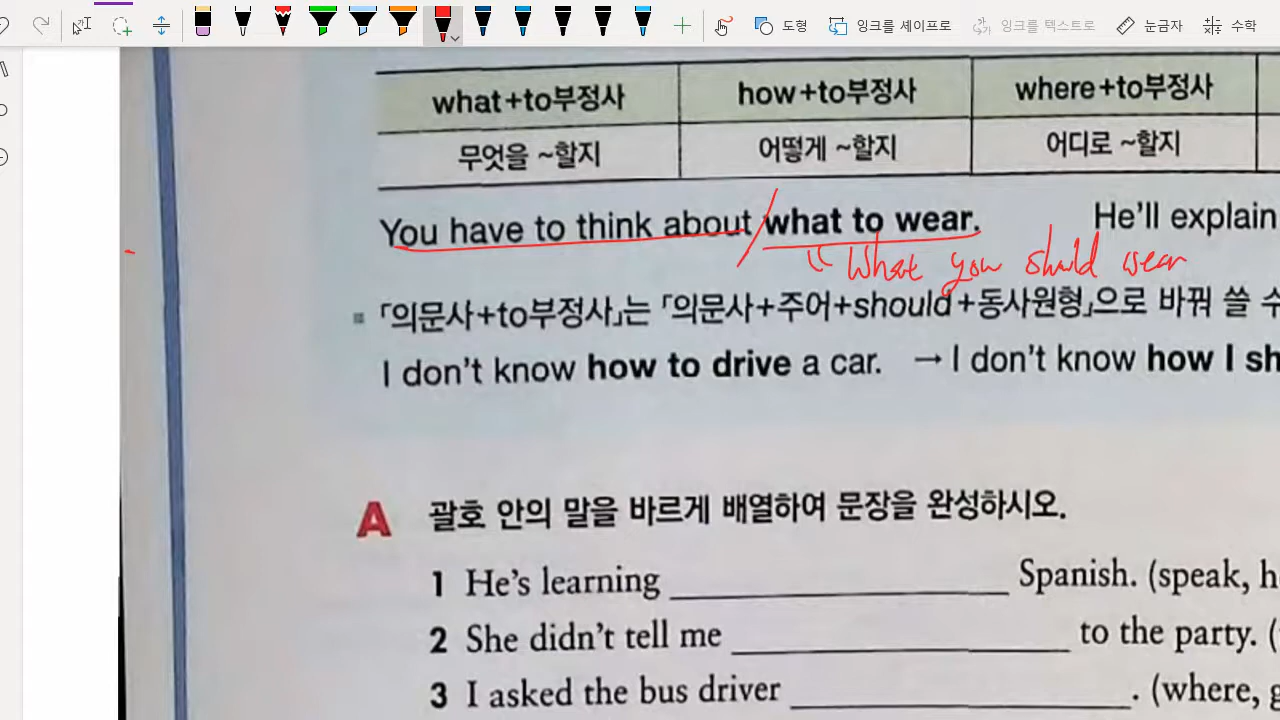 도형 잉크를 셰이프로 잉크를 텍스트로 눈금자 수학
what+to부정사 how+to부정사 where+to부정사
무엇을 ~할지 어떻게 ~할지 어디로 ~할지
You have to think about what to wear. He'll explain
what you should wear
「의문사+to부정사」는 「의문사+주어+should+동사원형」으로 바꿔 쓸 수
I don't know how to drive a car. → I don't know how I sh
A 괄호 안의 말을 바르게 배열하여 문장을 완성하시오.
1 He's learning ____ Spanish. (speak, h
2 She didn't tell me ____ to the party. (
3 I asked the bus driver ____. (where, g